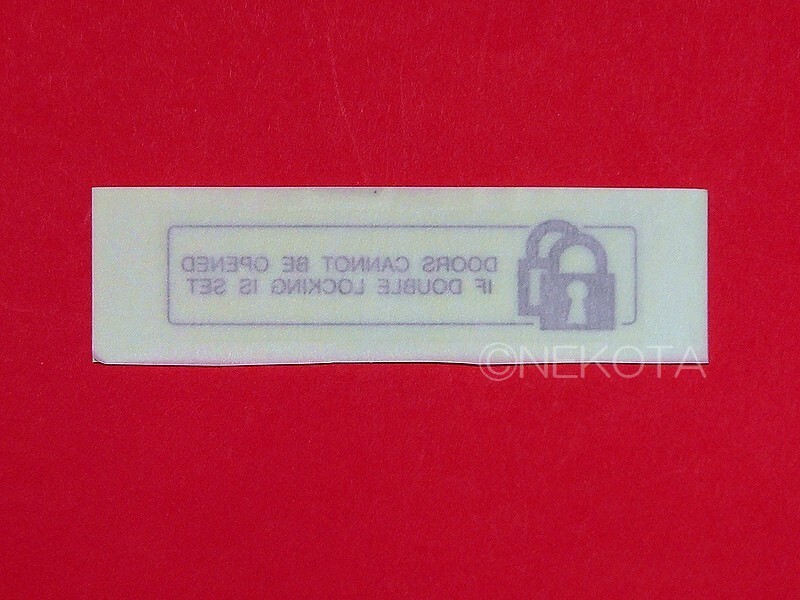 DOORS CANNOT BE OPENED
IF DOUBLE LOCKING IS SET
©NEKOTA